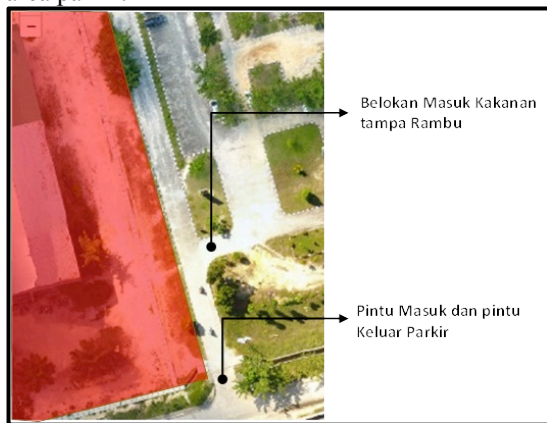 Belokan Masuk Kakanan
tampa Rambu
Pintu Masuk dan pintu
Keluar Parkir